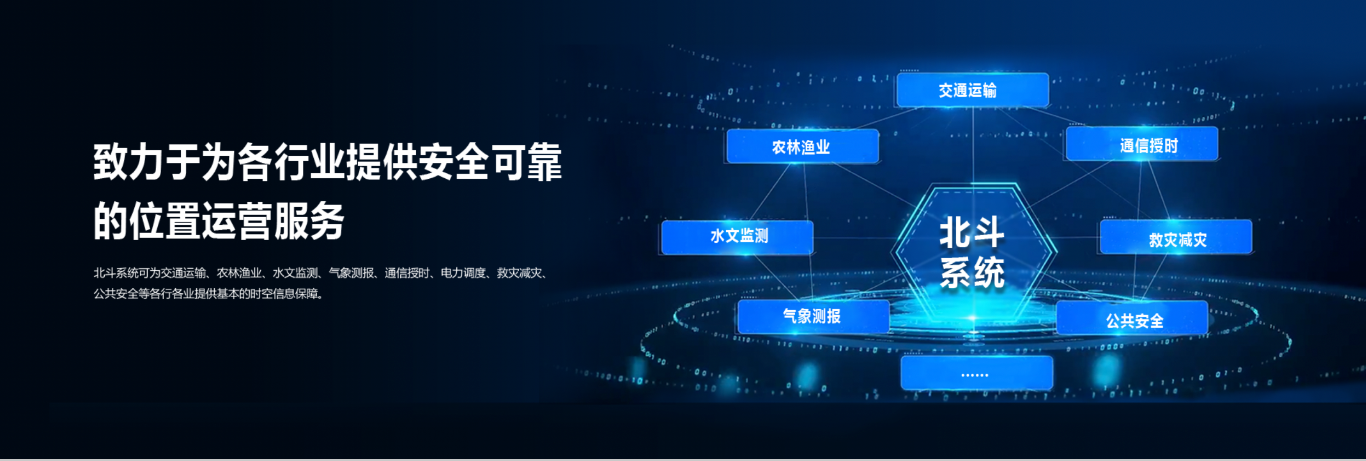 致力于为各行业提供安全可靠
的位置运营服务
北斗系统可为交通运输、农林渔业、水文监测、气象测报、通信授时、电力调度、救灾减灾、
公共安全等各行各业提供基本的时空信息保障。
交通运输
农林渔业
通信授时
水文监测
北斗
系统
救灾减灾
气象测报
公共安全
……